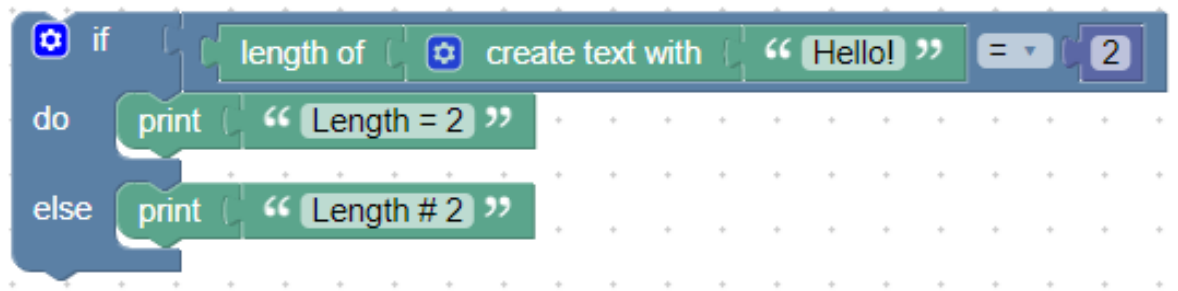 if length of create text with “ Hello! ” = 2
do print “ Length = 2 ”
else print “ Length # 2 ”